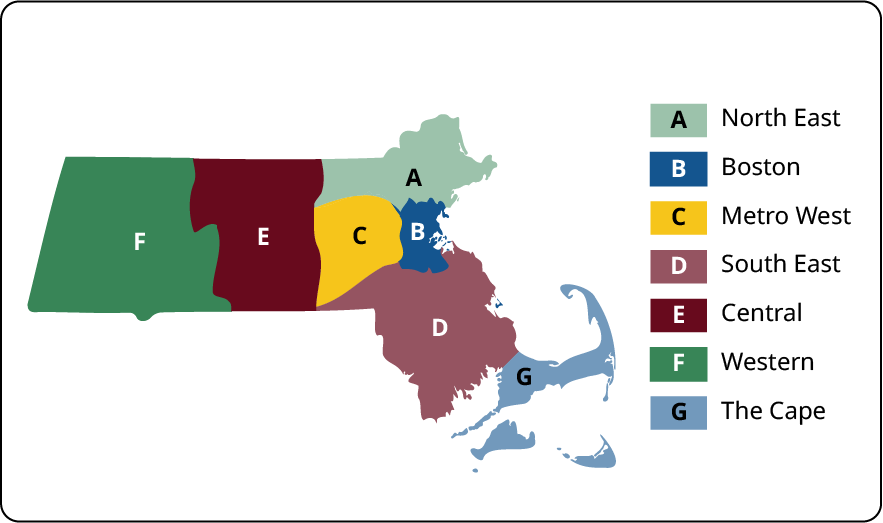 A
F
E
C
B
D
G
A North East
B Boston
C Metro West
D South East
E Central
F Western
G The Cape